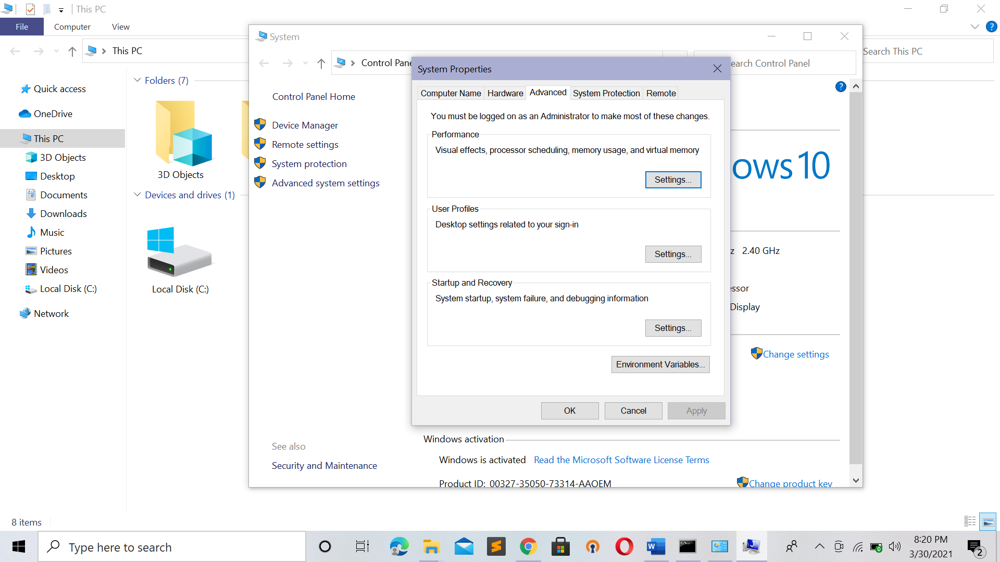 This PC
File
Computer
View
This PC
Search This PC
Quick access
OneDrive
This PC
3D Objects
Desktop
Documents
Downloads
Music
Pictures
Videos
Local Disk (C:)
Network
Folders (7)
3D Objects
Devices and drives (1)
Local Disk (C:)
8 items
System
Control Pane
earch Control Panel
Control Panel Home
Device Manager
Remote settings
System protection
Advanced system settings
See also
Security and Maintenance
ows 10
z 2.40 GHz
ssor
Display
Change settings
Windows activation
Windows is activated Read the Microsoft Software License Terms
Product ID: 00327-35050-73314-AAOEM
Change product key
System Properties
Computer Name Hardware Advanced System Protection Remote
You must be logged on as an Administrator to make most of these changes.
Performance
Visual effects, processor scheduling, memory usage, and virtual memory
Settings...
User Profiles
Desktop settings related to your sign-in
Settings...
Startup and Recovery
System startup, system failure, and debugging information
Settings...
Environment Variables...
OK
Cancel
Apply
Type here to search
8:20 PM
3/30/2021
2